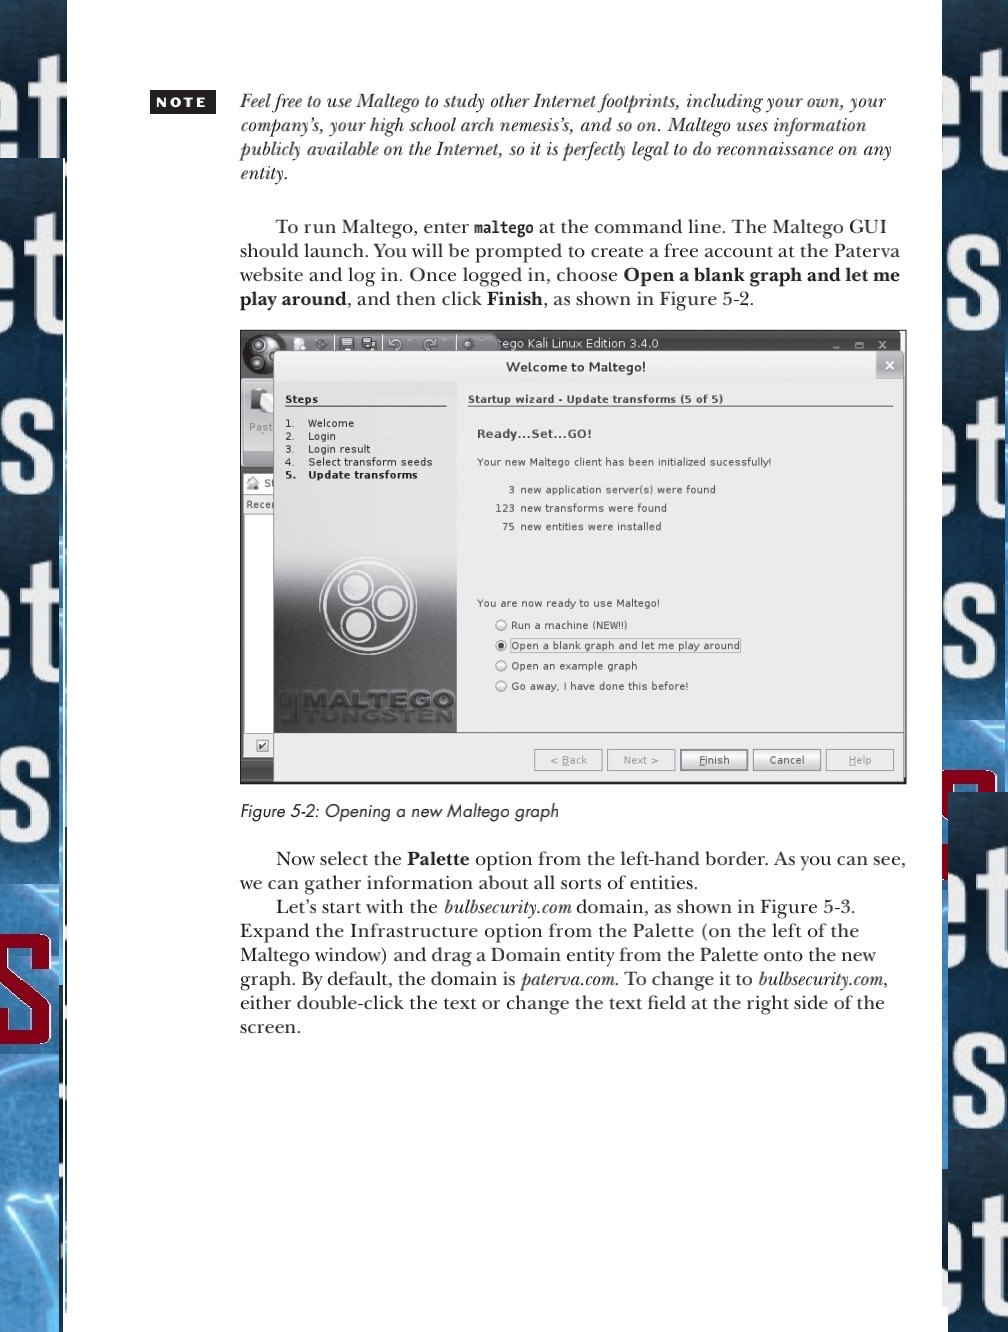 NOTE
Feel free to use Maltego to study other Internet footprints, including your own, your
company's, your high school arch nemesis's, and so on. Maltego uses information
publicly available on the Internet, so it is perfectly legal to do reconnaissance on any
entity.
To run Maltego, enter maltego at the command line. The Maltego GUI
should launch. You will be prompted to create a free account at the Paterva
website and log in. Once logged in, choose Open a blank graph and let me
play around, and then click Finish, as shown in Figure 5-2.
tego Kali Linux Edition 3.4.0
Welcome to Maltego!
Past
Recen
Steps
1. Welcome
2. Login
3. Login result
4. Select transform seeds
5. Update transforms
MALTEGO
TUNGSTEN
Startup wizard - Update transforms (5 of 5)
Ready...Set...GO!
Your new Maltego client has been initialized sucessfully!
3 new application server(s) were found
123 new transforms were found
75 new entities were installed
You are now ready to use Maltego!
Run a machine (NEW!!)
Open a blank graph and let me play around
Open an example graph
Go away, I have done this before!
< Back
Next >
Finish
Cancel
Help
Figure 5-2: Opening a new Maltego graph
Now select the Palette option from the left-hand border. As you can see,
we can gather information about all sorts of entities.
Let's start with the bulbsecurity.com domain, as shown in Figure 5-3.
Expand the Infrastructure option from the Palette (on the left of the
Maltego window) and drag a Domain entity from the Palette onto the new
graph. By default, the domain is paterva.com. To change it to bulbsecurity.com,
either double-click the text or change the text field at the right side of the
screen.